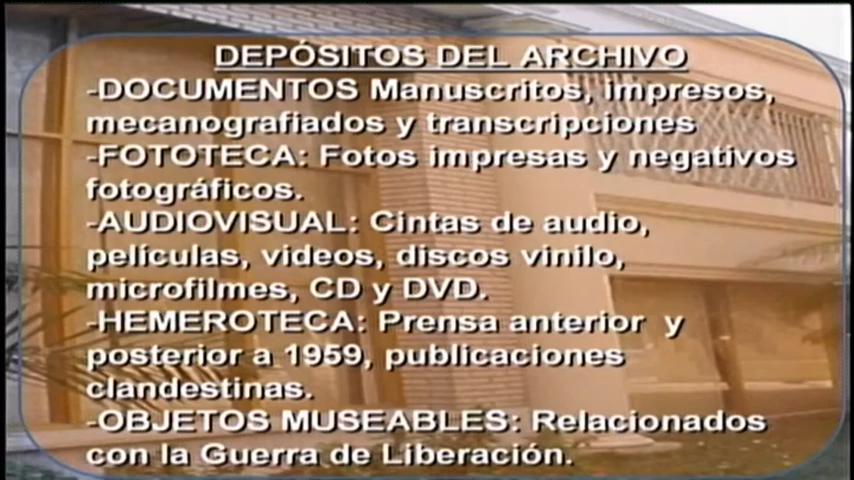 DEPÓSITOS DEL ARCHIVO
-DOCUMENTOS Manuscritos, impresos,
mecanografiados y transcripciones
-FOTOTECA: Fotos impresas y negativos
fotográficos.
-AUDIOVISUAL: Cintas de audio,
películas, videos, discos vinilo,
microfilmes, CD y DVD.
-HEMEROTECA: Prensa anterior y
posterior a 1959, publicaciones
clandestinas.
-OBJETOS MUSEABLES: Relacionados
con la Guerra de Liberación.